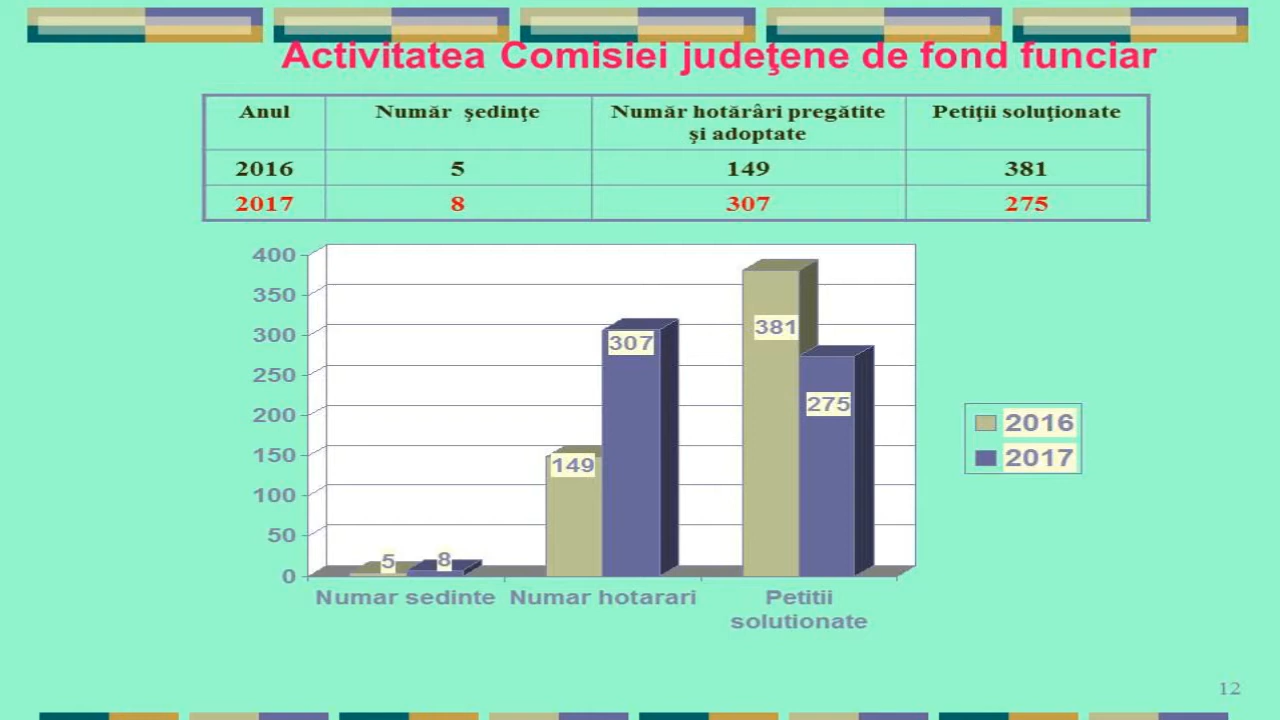 Activitatea Comisiei judeţene de fond funciar
Anul Număr şedinţe Număr hotărâri pregătite şi adoptate Petiţii soluţionate
2016 5 149 381
2017 8 307 275
400
350
300
250
200
150
100
50
0
5 8 149 307 381 275
Numar sedinte Numar hotarari Petitii solutionate
2016
2017
12